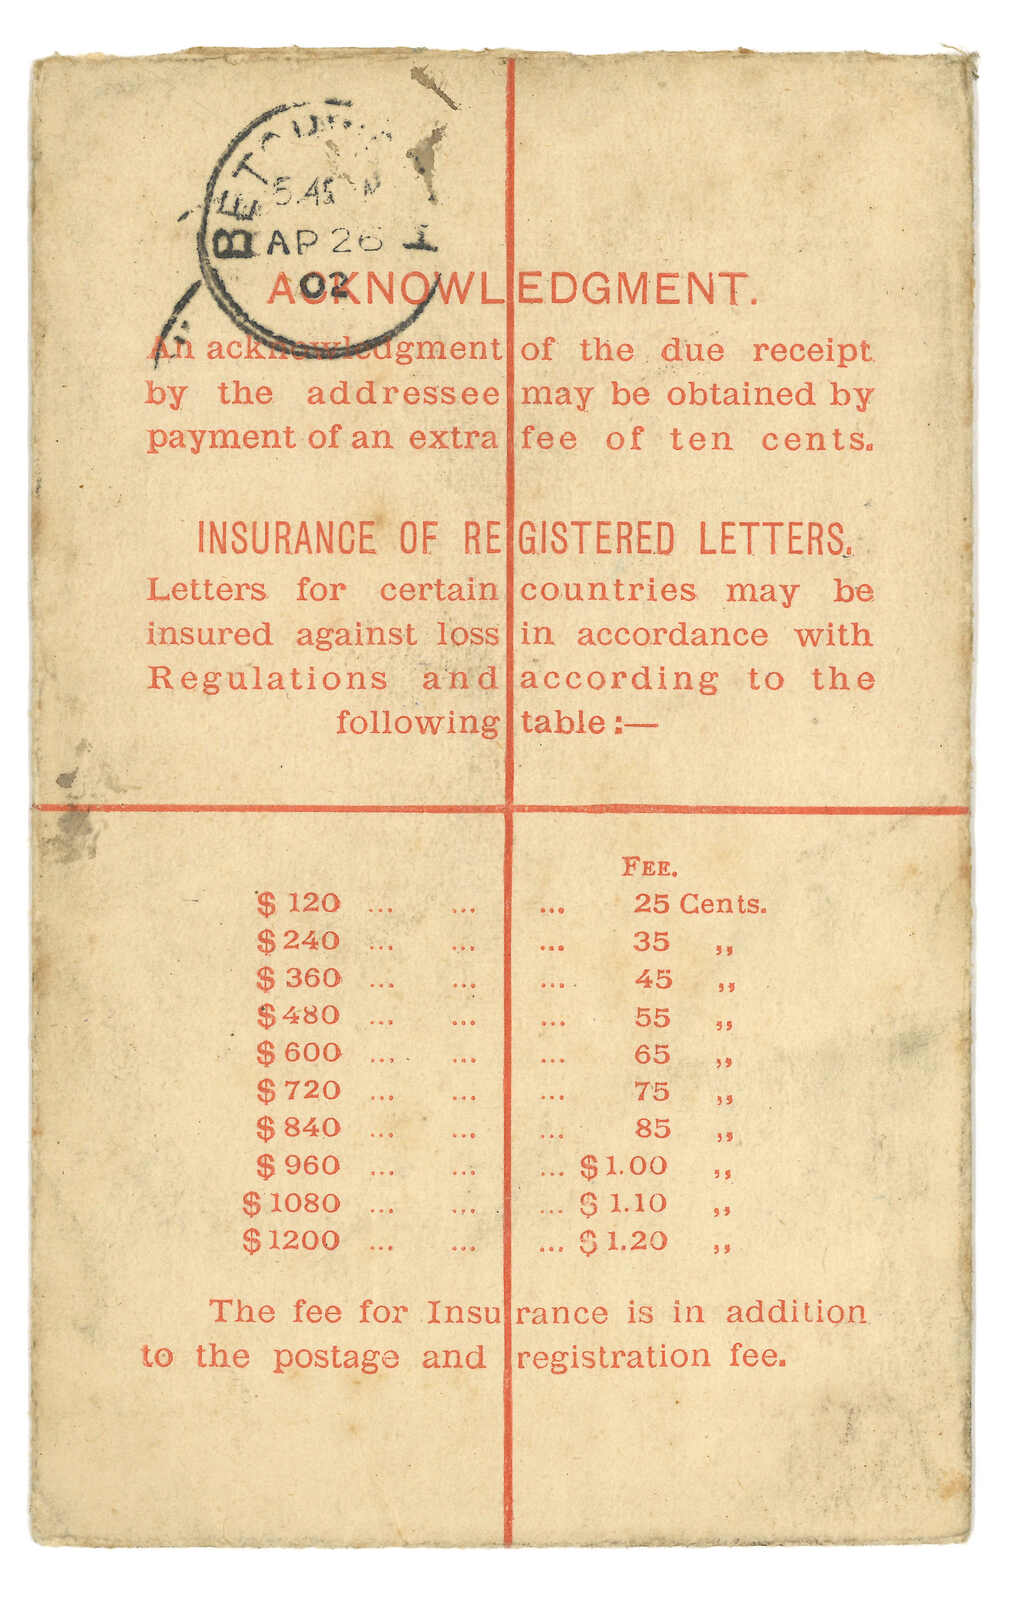 5.45
AP 26
02
ACKNOWLEDGMENT.
An acknowledgment of the due receipt
by the addressee may be obtained by
payment of an extra fee of ten cents.
INSURANCE OF REGISTERED LETTERS.
Letters for certain countries may be
insured against loss in accordance with
Regulations and according to the
following table:—
FEE.
$ 120 ... ... ... 25 Cents.
$ 240 ... ... ... 35 „
$ 360 ... ... ... 45 „
$ 480 ... ... ... 55 „
$ 600 ... ... ... 65 „
$ 720 ... ... ... 75 „
$ 840 ... ... ... 85 „
$ 960 ... ... ... $ 1.00 „
$ 1080 ... ... ... $ 1.10 „
$ 1200 ... ... ... $ 1.20 „
The fee for Insurance is in addition
to the postage and registration fee.